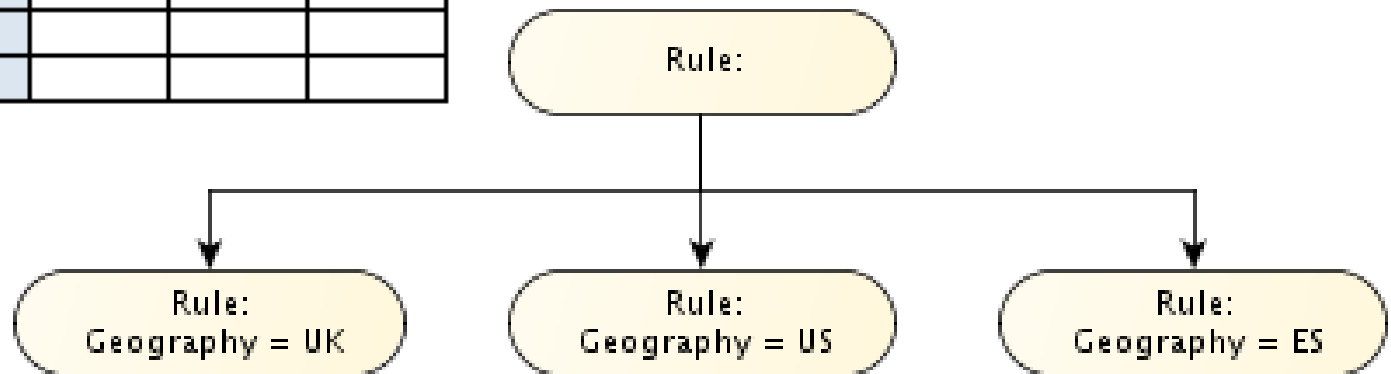 Rule:
Rule:
Geography = UK
Rule:
Geography = US
Rule:
Geography = ES